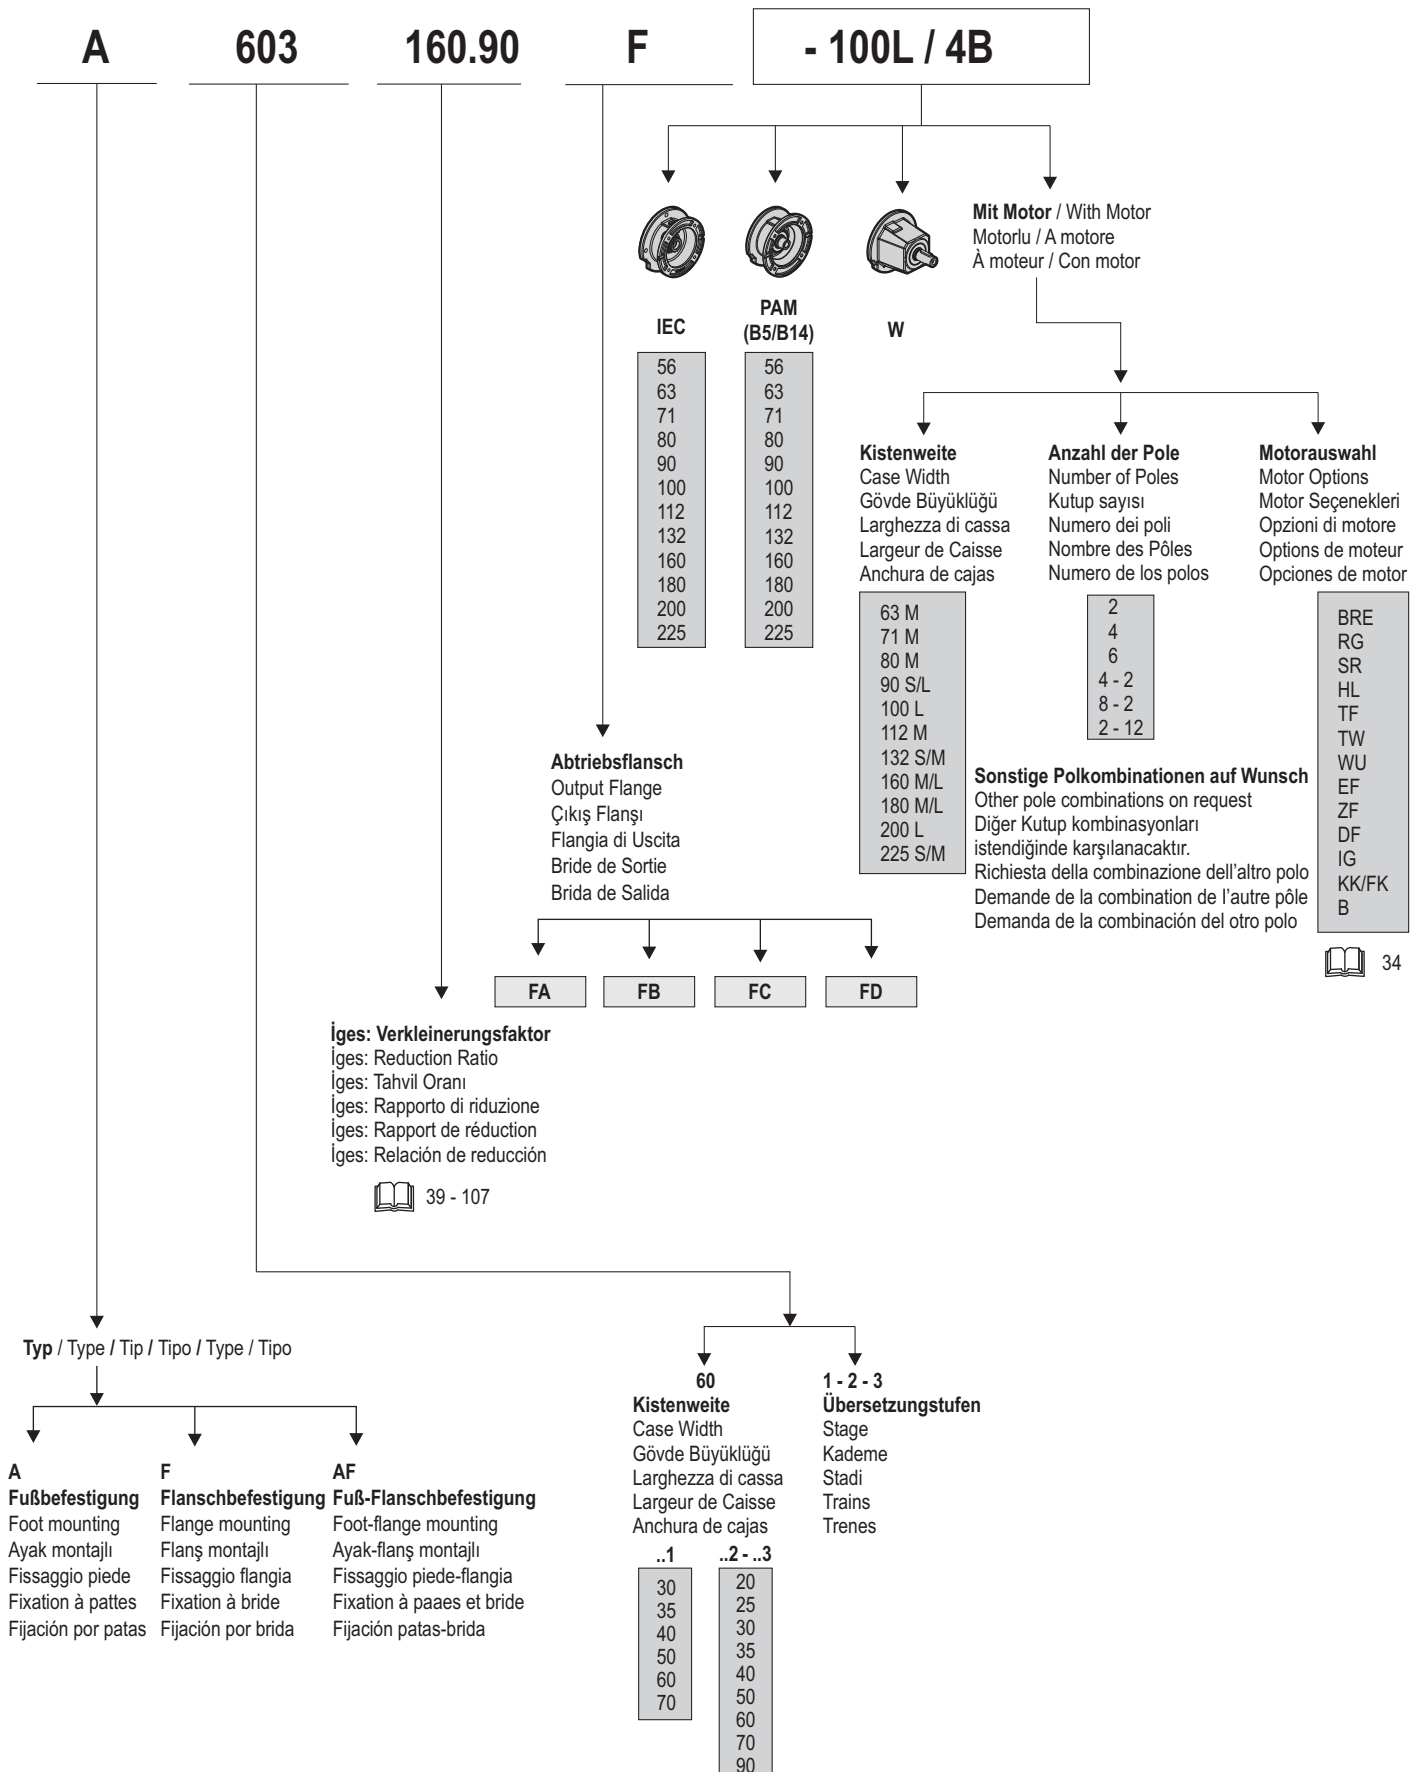 A 603 160.90 F - 100L / 4B
Mit Motor / With Motor
Motorlu / A motore
À moteur / Con motor
IEC
56
63
71
80
90
100
112
132
160
180
200
225
PAM
(B5/B14)
56
63
71
80
90
100
112
132
160
180
200
225
W
Kistenweite
Case Width
Gövde Büyüklüğü
Larghezza di cassa
Largeur de Caisse
Anchura de cajas
63 M
71 M
80 M
90 S/L
100 L
112 M
132 S/M
160 M/L
180 M/L
200 L
225 S/M
Anzahl der Pole
Number of Poles
Kutup sayısı
Numero dei poli
Nombre des Pôles
Numero de los polos
2
4
6
4 - 2
8 - 2
2 - 12
Motorauswahl
Motor Options
Motor Seçenekleri
Opzioni di motore
Options de moteur
Opciones de motor
BRE
RG
SR
HL
TF
TW
WU
EF
ZF
DF
IG
KK/FK
B
34
Sonstige Polkombinationen auf Wunsch
Other pole combinations on request
Diğer Kutup kombinasyonları
istendiğinde karşılanacaktır.
Richiesta della combinazione dell'altro polo
Demande de la combination de l'autre pôle
Demanda de la combinación del otro polo
Abtriebsflansch
Output Flange
Çıkış Flanşı
Flangia di Uscita
Bride de Sortie
Brida de Salida
FA FB FC FD
İges: Verkleinerungsfaktor
İges: Reduction Ratio
İges: Tahvil Oranı
İges: Rapporto di riduzione
İges: Rapport de réduction
İges: Relación de reducción
39 - 107
Typ / Type / Tip / Tipo / Type / Tipo
A
Fußbefestigung
Foot mounting
Ayak montajlı
Fissaggio piede
Fixation à pattes
Fijación por patas
F
Flanschbefestigung
Flange mounting
Flanş montajlı
Fissaggio flangia
Fixation à bride
Fijación por brida
AF
Fuß-Flanschbefestigung
Foot-flange mounting
Ayak-flanş montajlı
Fissaggio piede-flangia
Fixation à paaes et bride
Fijación patas-brida
60
Kistenweite
Case Width
Gövde Büyüklüğü
Larghezza di cassa
Largeur de Caisse
Anchura de cajas
..1
30
35
40
50
60
70
..2 - ..3
20
25
30
35
40
50
60
70
90
1 - 2 - 3
Übersetzungstufen
Stage
Kademe
Stadi
Trains
Trenes